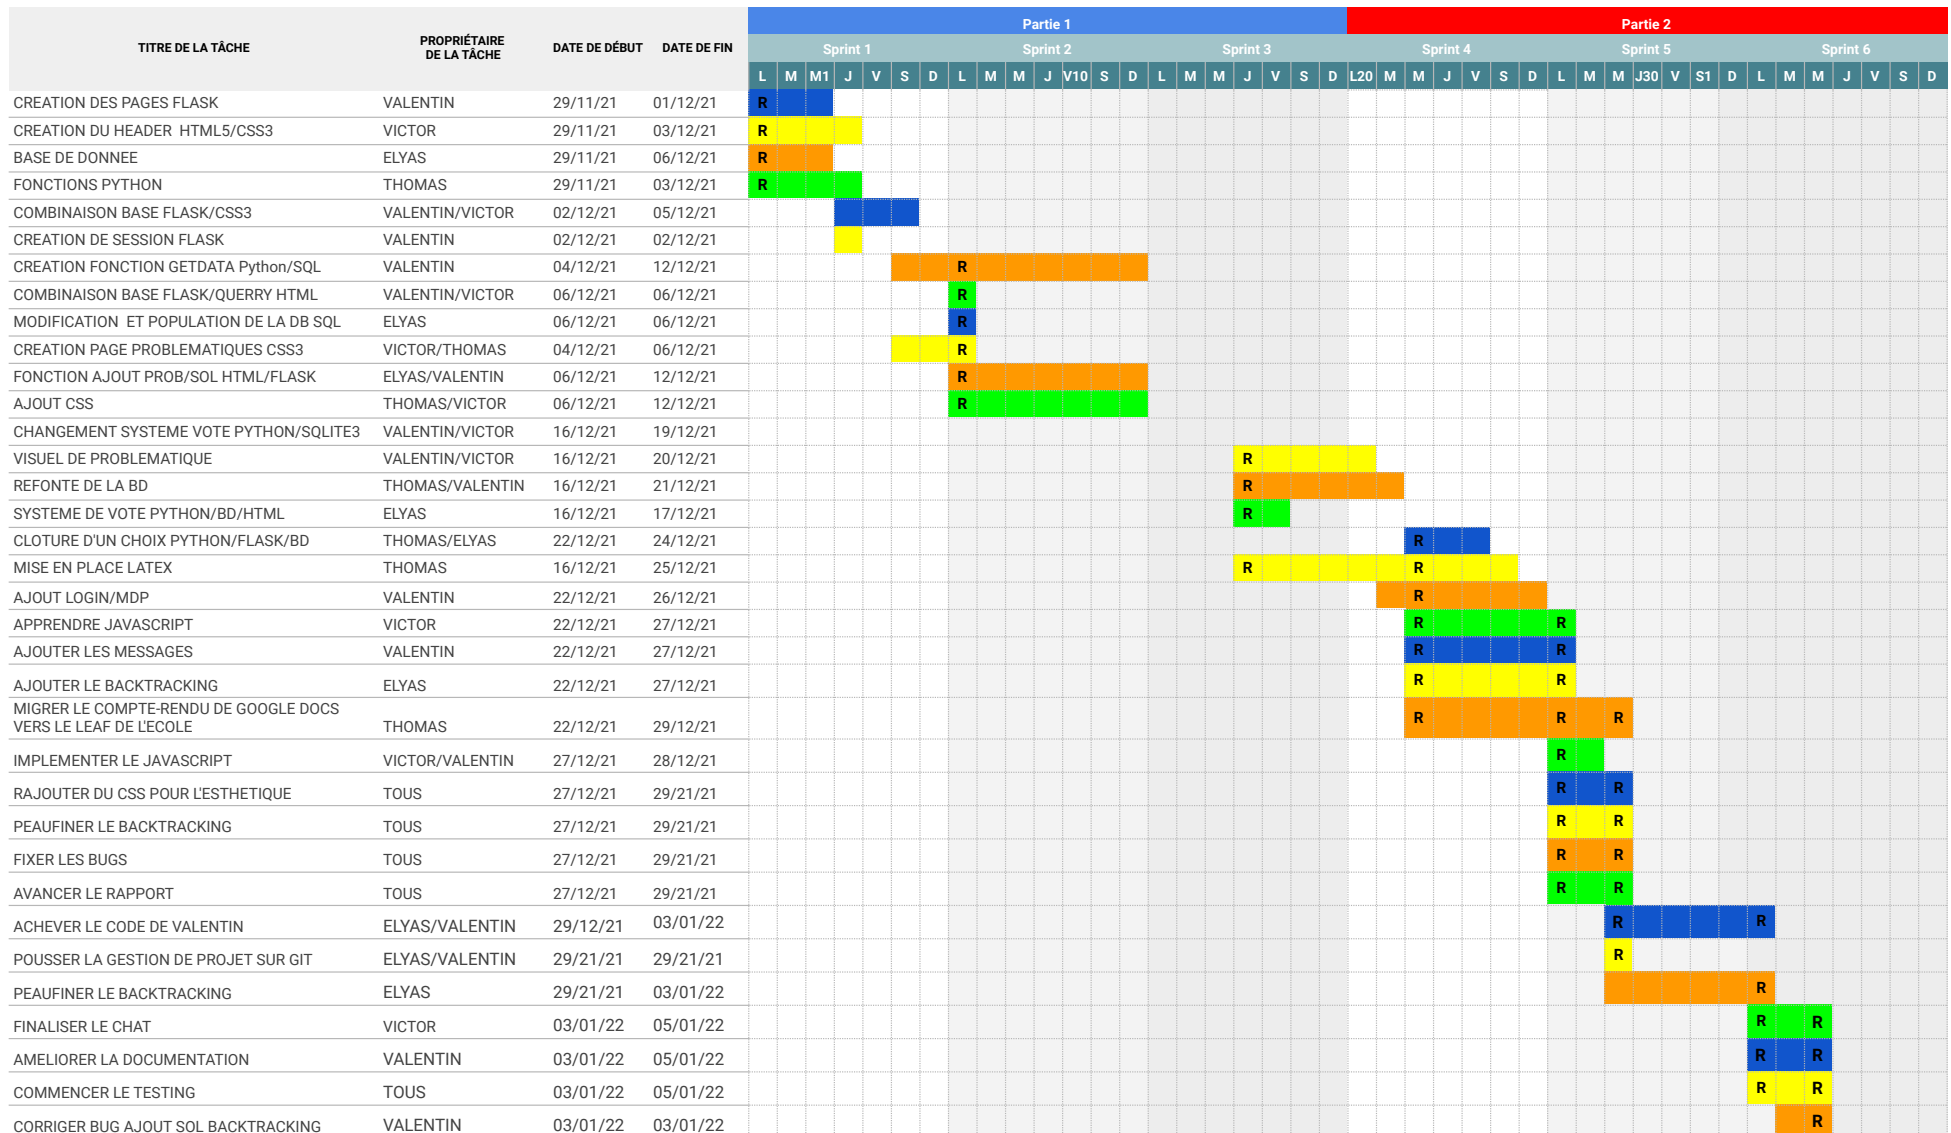 Partie 1 Partie 2
TITRE DE LA TÂCHE PROPRIÉTAIRE DE LA TÂCHE DATE DE DÉBUT DATE DE FIN
Sprint 1 Sprint 2 Sprint 3 Sprint 4 Sprint 5 Sprint 6
L M M1 J V S D L M M J V10 S D L M M J V S D L20 M M J V S D L M M J30 V S1 D L M M J V S D
CREATION DES PAGES FLASK VALENTIN 29/11/21 01/12/21 R
CREATION DU HEADER HTML5/CSS3 VICTOR 29/11/21 03/12/21 R
BASE DE DONNEE ELYAS 29/11/21 06/12/21 R
FONCTIONS PYTHON THOMAS 29/11/21 03/12/21 R
COMBINAISON BASE FLASK/CSS3 VALENTIN/VICTOR 02/12/21 05/12/21
CREATION DE SESSION FLASK VALENTIN 02/12/21 02/12/21
CREATION FONCTION GETDATA Python/SQL VALENTIN 04/12/21 12/12/21 R
COMBINAISON BASE FLASK/QUERRY HTML VALENTIN/VICTOR 06/12/21 06/12/21 R
MODIFICATION ET POPULATION DE LA DB SQL ELYAS 06/12/21 06/12/21 R
CREATION PAGE PROBLEMATIQUES CSS3 VICTOR/THOMAS 04/12/21 06/12/21 R
FONCTION AJOUT PROB/SOL HTML/FLASK ELYAS/VALENTIN 06/12/21 12/12/21 R
AJOUT CSS THOMAS/VICTOR 06/12/21 12/12/21 R
CHANGEMENT SYSTEME VOTE PYTHON/SQLITE3 VALENTIN/VICTOR 16/12/21 19/12/21
VISUEL DE PROBLEMATIQUE VALENTIN/VICTOR 16/12/21 20/12/21 R
REFONTE DE LA BD THOMAS/VALENTIN 16/12/21 21/12/21 R
SYSTEME DE VOTE PYTHON/BD/HTML ELYAS 16/12/21 17/12/21 R
CLOTURE D'UN CHOIX PYTHON/FLASK/BD THOMAS/ELYAS 22/12/21 24/12/21 R
MISE EN PLACE LATEX THOMAS 16/12/21 25/12/21 R R
AJOUT LOGIN/MDP VALENTIN 22/12/21 26/12/21 R
APPRENDRE JAVASCRIPT VICTOR 22/12/21 27/12/21 R R
AJOUTER LES MESSAGES VALENTIN 22/12/21 27/12/21 R R
AJOUTER LE BACKTRACKING ELYAS 22/12/21 27/12/21 R R
MIGRER LE COMPTE-RENDU DE GOOGLE DOCS
VERS LE LEAF DE L'ECOLE THOMAS 22/12/21 29/12/21 R R R
IMPLEMENTER LE JAVASCRIPT VICTOR/VALENTIN 27/12/21 28/12/21 R
RAJOUTER DU CSS POUR L'ESTHETIQUE TOUS 27/12/21 29/21/21 R R
PEAUFINER LE BACKTRACKING TOUS 27/12/21 29/21/21 R R
FIXER LES BUGS TOUS 27/12/21 29/21/21 R R
AVANCER LE RAPPORT TOUS 27/12/21 29/21/21 R R
ACHEVER LE CODE DE VALENTIN ELYAS/VALENTIN 29/12/21 03/01/22 R R
POUSSER LA GESTION DE PROJET SUR GIT ELYAS/VALENTIN 29/21/21 29/21/21 R
PEAUFINER LE BACKTRACKING ELYAS 29/21/21 03/01/22 R
FINALISER LE CHAT VICTOR 03/01/22 05/01/22 R R
AMELIORER LA DOCUMENTATION VALENTIN 03/01/22 05/01/22 R R
COMMENCER LE TESTING TOUS 03/01/22 05/01/22 R R
CORRIGER BUG AJOUT SOL BACKTRACKING VALENTIN 03/01/22 03/01/22 R